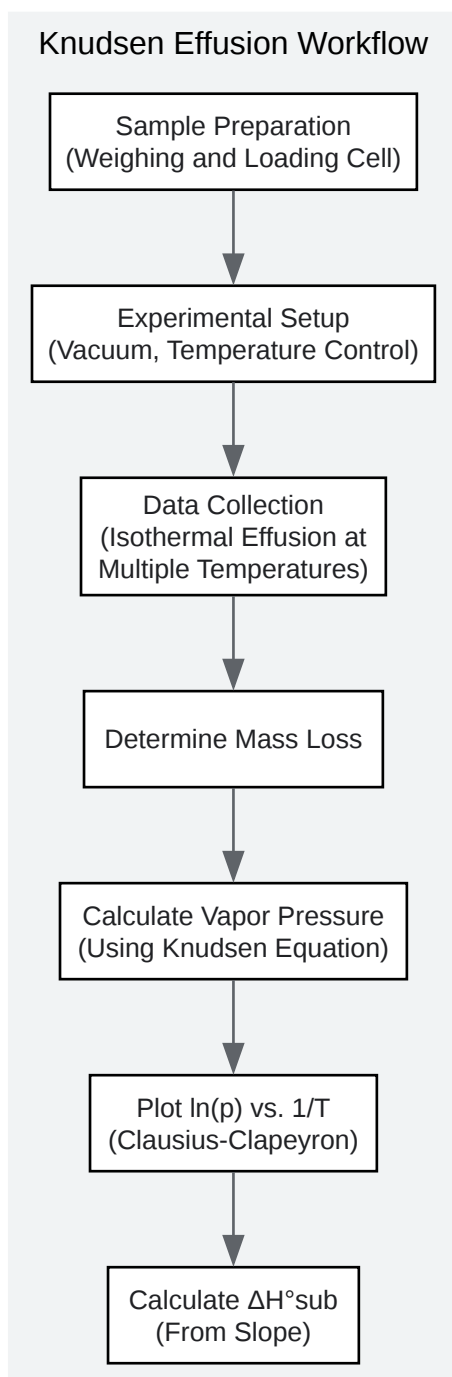 Knudsen Effusion Workflow
Sample Preparation
(Weighing and Loading Cell)
Experimental Setup
(Vacuum, Temperature Control)
Data Collection
(Isothermal Effusion at
Multiple Temperatures)
Determine Mass Loss
Calculate Vapor Pressure
(Using Knudsen Equation)
Plot ln(p) vs. 1/T
(Clausius-Clapeyron)
Calculate ΔH°sub
(From Slope)